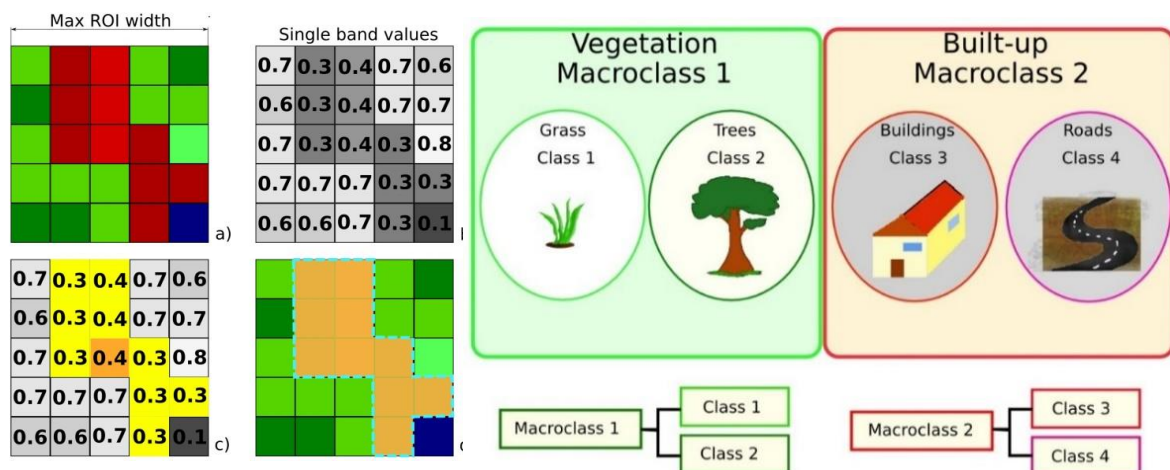 Max ROI width
a)
Single band values
0.7 0.3 0.4 0.7 0.6
0.6 0.3 0.4 0.7 0.7
0.7 0.3 0.4 0.3 0.8
0.7 0.7 0.7 0.3 0.3
0.6 0.6 0.7 0.3 0.1
0.7 0.3 0.4 0.7 0.6
0.6 0.3 0.4 0.7 0.7
0.7 0.3 0.4 0.3 0.8
0.7 0.7 0.7 0.3 0.3
0.6 0.6 0.7 0.3 0.1
c)
Vegetation
Macroclass 1
Grass
Class 1
Trees
Class 2
Built-up
Macroclass 2
Buildings
Class 3
Roads
Class 4
Macroclass 1
Class 1
Class 2
Macroclass 2
Class 3
Class 4